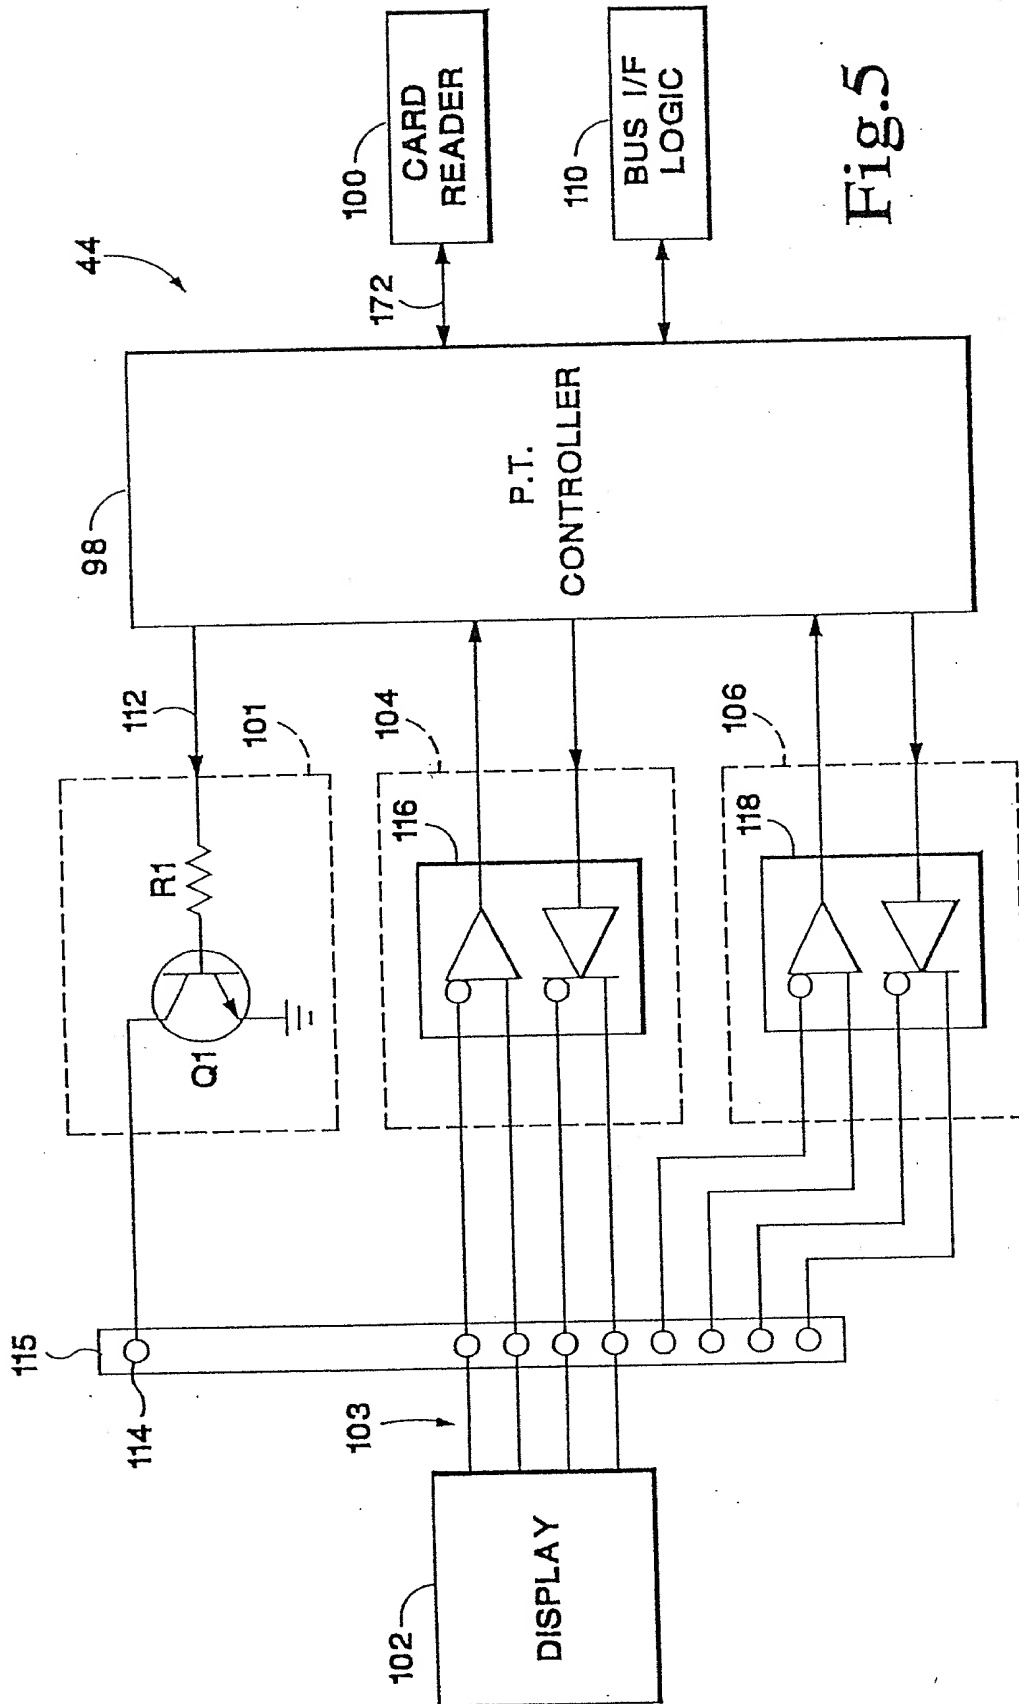 44
98
112
172
100
CARD
READER
110
BUS I/F
LOGIC
P.T.
CONTROLLER
101
R1
Q1
104
116
106
118
115
114
103
102
DISPLAY
Fig.5